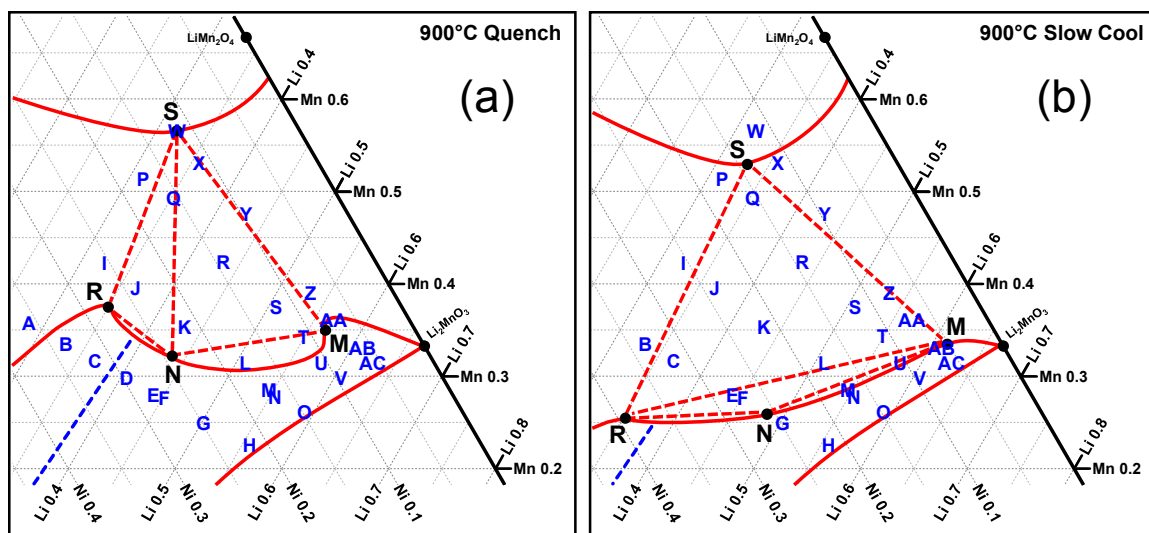 900°C Quench
(a)
LiMn₂O₄
Li 0.4
Mn 0.6
S
W
X
P
Q
Li 0.5
Mn 0.5
Y
R
Li 0.6
I
J
Z
Mn 0.4
R
S
A
K
AA
Li₂MnO₃
B
T
M
AB
Li 0.7
C
N
L
U
AC
D
V
Mn 0.3
E
F
M
N
G
O
H
Li 0.8
Mn 0.2
Li 0.4
Ni 0.4
Li 0.5
Ni 0.3
Li 0.6
Ni 0.2
Li 0.7
Ni 0.1
900°C Slow Cool
(b)
LiMn₂O₄
Li 0.4
Mn 0.6
W
S
X
P
Q
Li 0.5
Mn 0.5
Y
R
Li 0.6
I
J
Z
Mn 0.4
S
K
AA
M
Li₂MnO₃
B
T
AB
Li 0.7
C
L
U
AC
V
Mn 0.3
E
F
M
N
R
N
G
O
H
Li 0.8
Mn 0.2
Li 0.4
Ni 0.4
Li 0.5
Ni 0.3
Li 0.6
Ni 0.2
Li 0.7
Ni 0.1